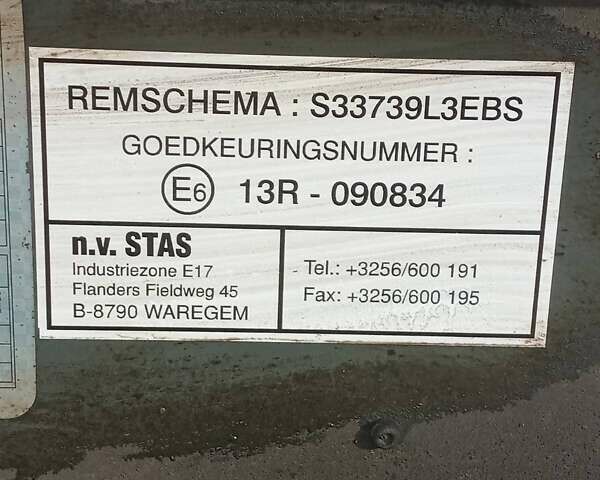 REMSCHEMA : S33739L3EBS
GOEDKEURINGSNUMMER :
E6 13R - 090834
n.v. STAS
Industriezone E17
Flanders Fieldweg 45
B-8790 WAREGEM
Tel.: +3256/600 191
Fax: +3256/600 195